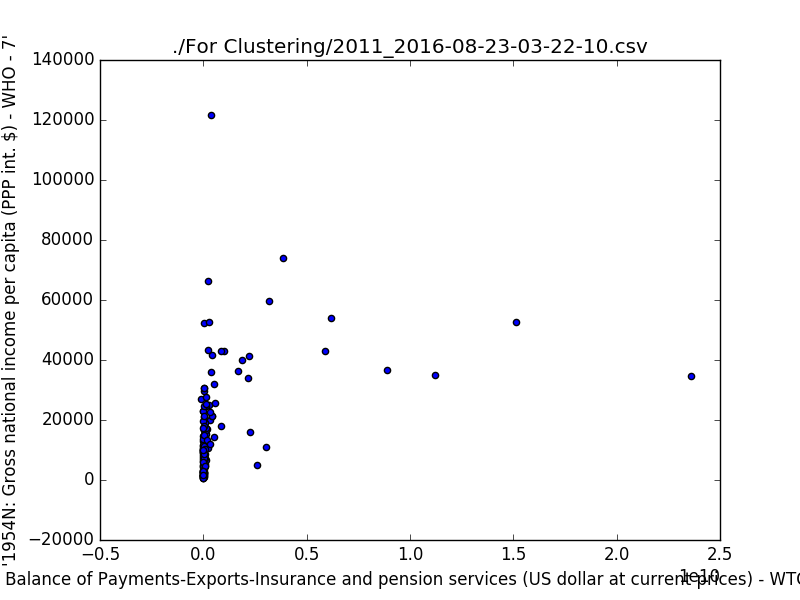 ./For Clustering/2011_2016-08-23-03-22-10.csv
'1954N: Gross national income per capita (PPP int. $) - WHO - 7'
140000
120000
100000
80000
60000
40000
20000
0
−20000
−0.5 0.0 0.5 1.0 1.5 2.0 2.5
1e10
Balance of Payments-Exports-Insurance and pension services (US dollar at current prices) - WTO